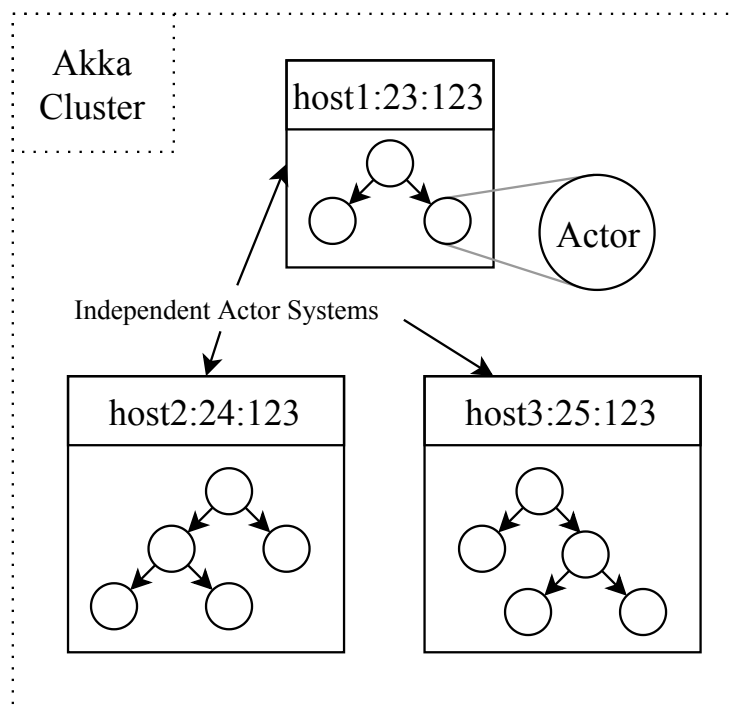 Akka
Cluster
host1:23:123
Actor
Independent Actor Systems
host2:24:123
host3:25:123